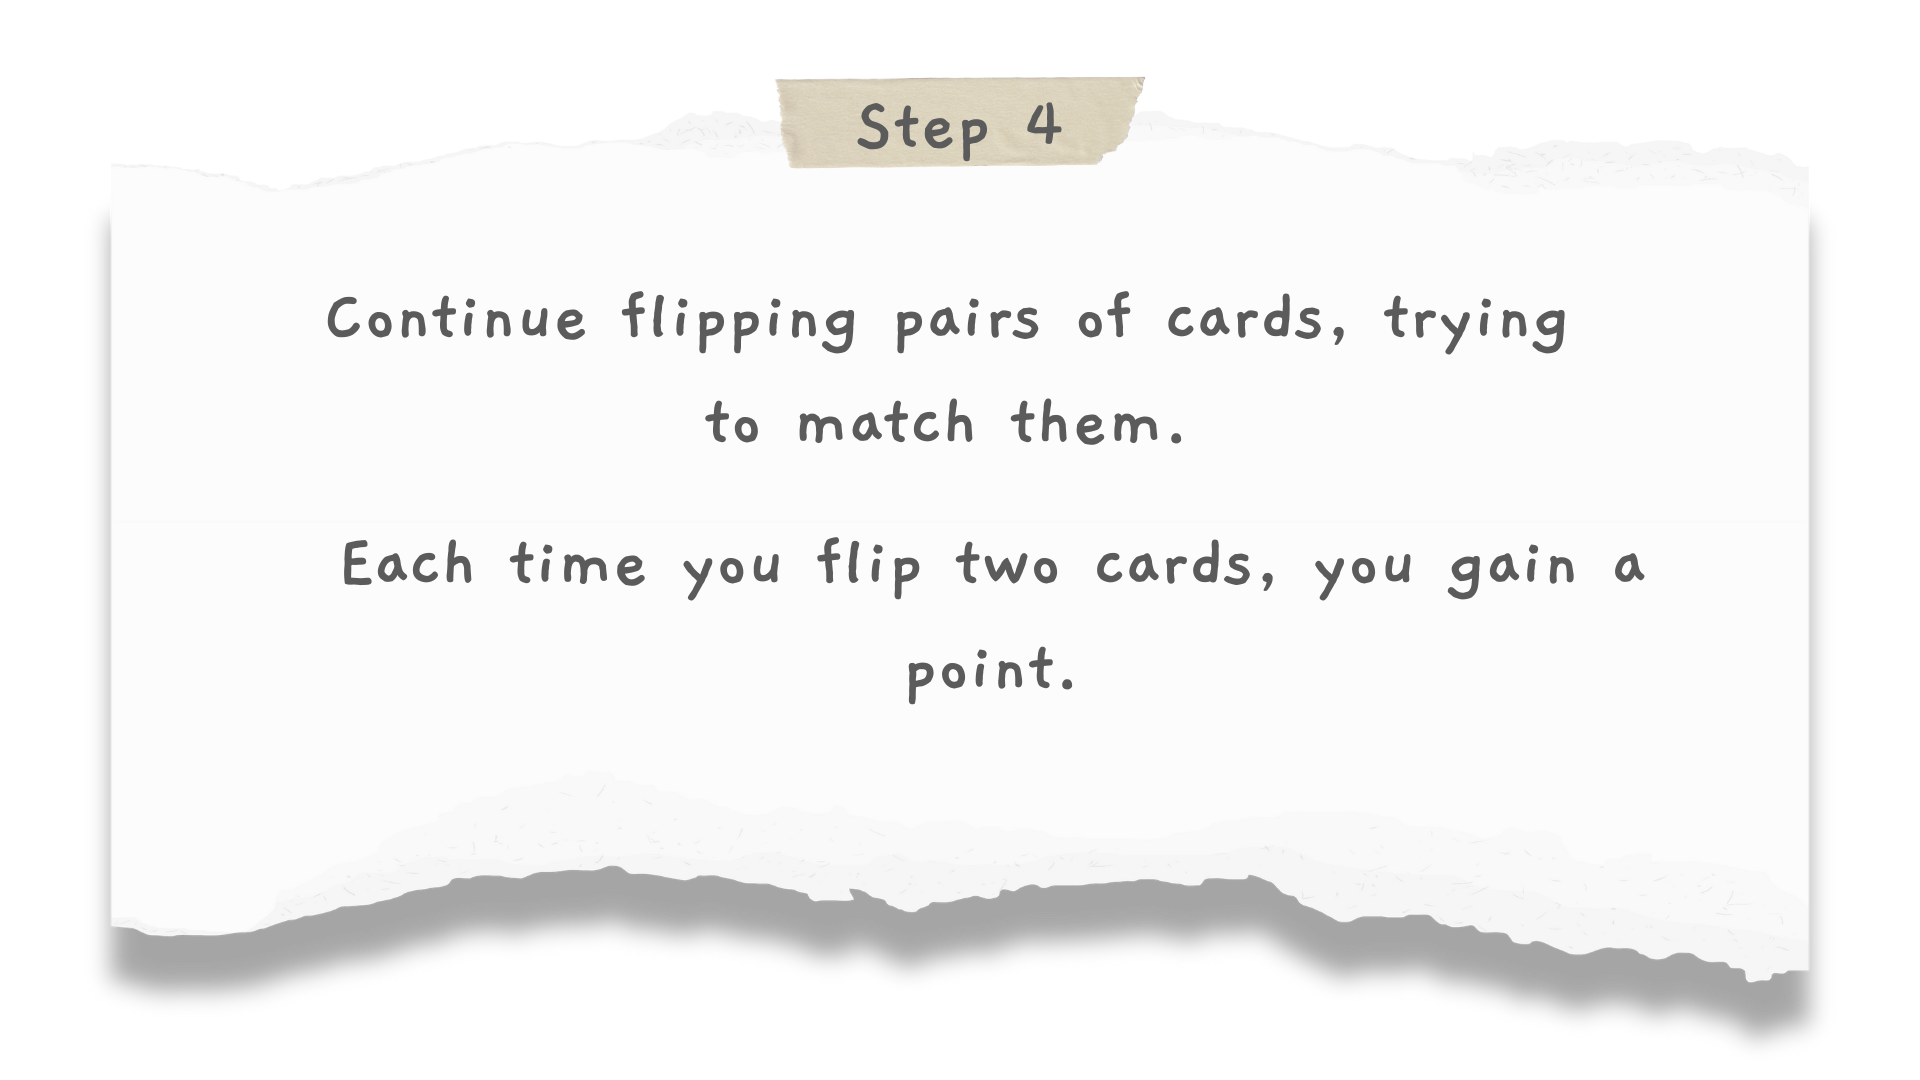 Step 4
Continue flipping pairs of cards, trying
to match them.
Each time you flip two cards, you gain a
point.